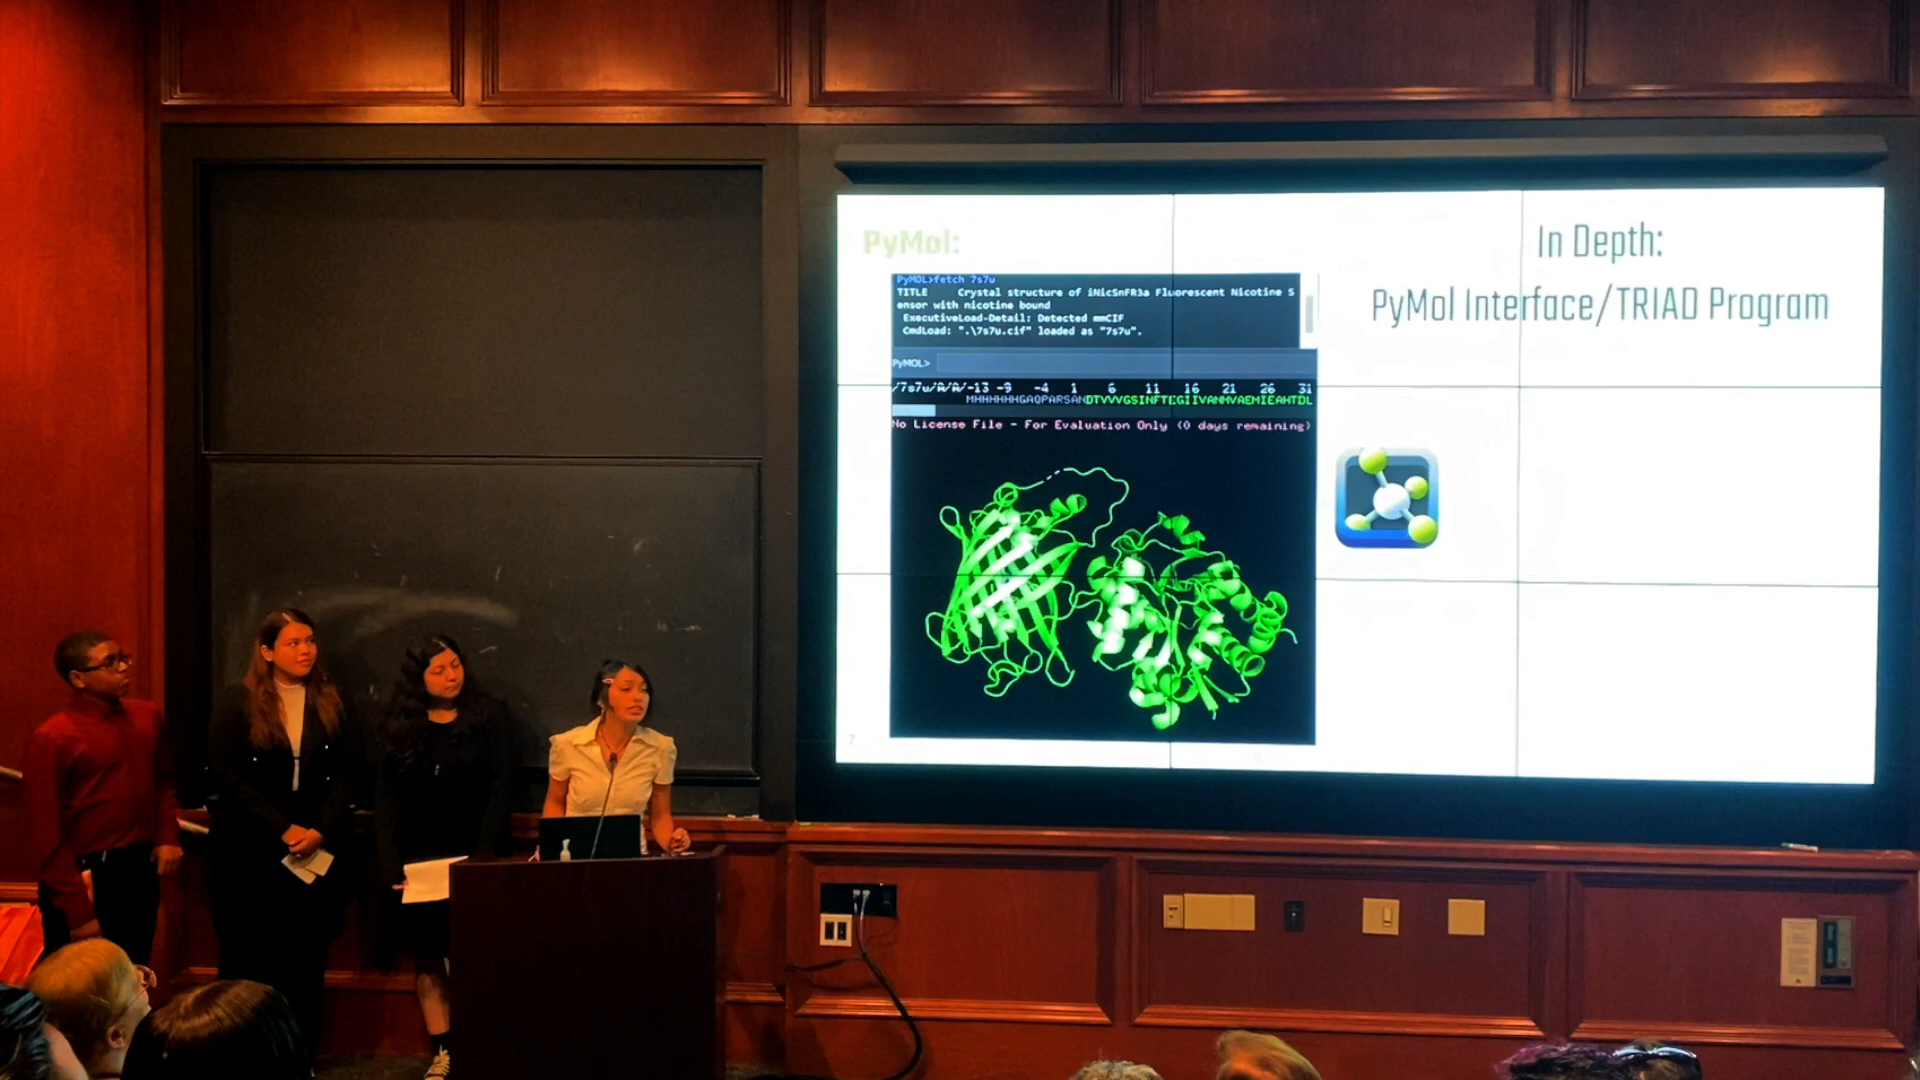 PyMol:
In Depth:
PyMol Interface/TRIAD Program
PyMOL>fetch 7s7u
TITLE     Crystal structure of iNicSnFR3a Fluorescent Nicotine S
ensor with nicotine bound
ExecutiveLoad-Detail: Detected mmCIF
CmdLoad: ".\7s7u.cif" loaded as "7s7u".
PyMOL>
/7s7u/A/A/-13 -9 -4 1 6 11 16 21 26 31
MHHHHHHGAQPARSANDTVVVGSINFTEGIIVANMVAEMIEAHTDL
No License File - For Evaluation Only (0 days remaining)
7